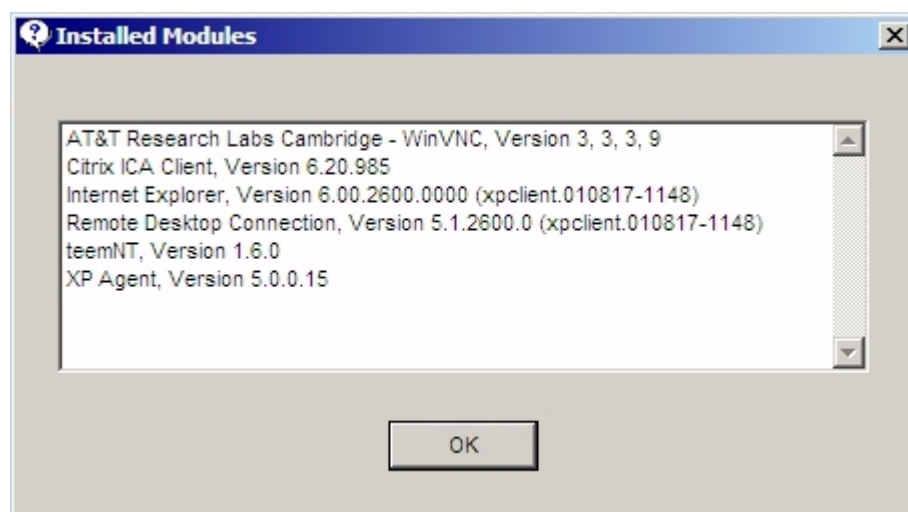 Installed Modules
AT&T Research Labs Cambridge - WinVNC, Version 3, 3, 3, 9
Citrix ICA Client, Version 6.20.985
Internet Explorer, Version 6.00.2600.0000 (xpclient.010817-1148)
Remote Desktop Connection, Version 5.1.2600.0 (xpclient.010817-1148)
teemNT, Version 1.6.0
XP Agent, Version 5.0.0.15
OK